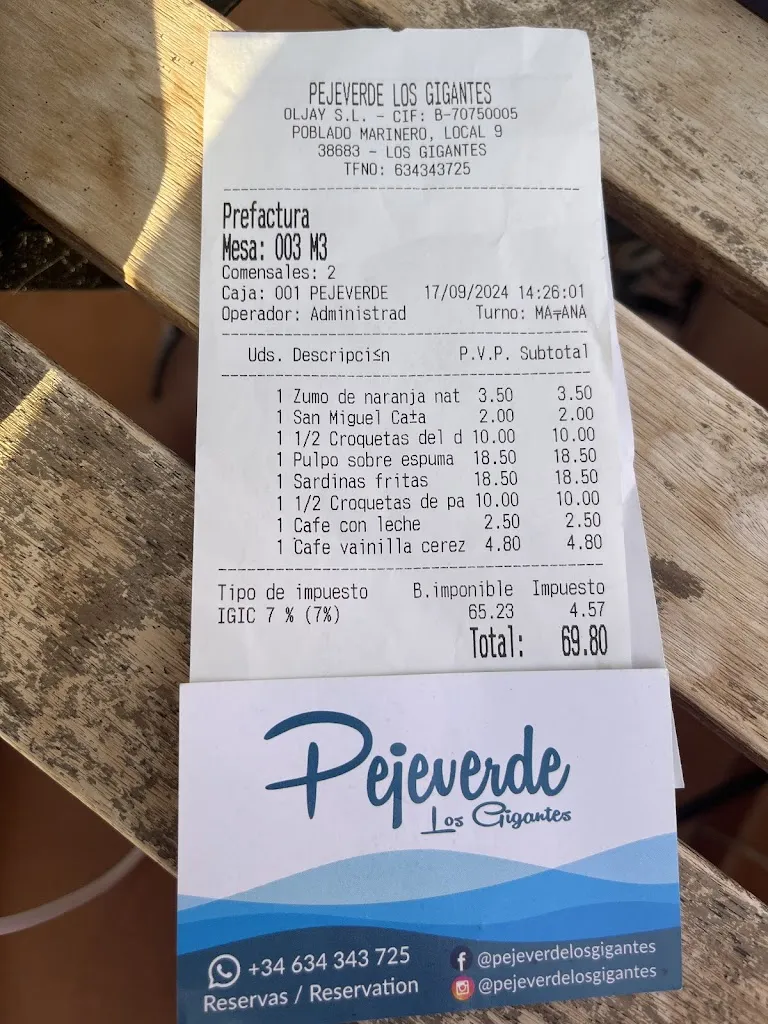 PEJEVERDE LOS GIGANTES
OLJAY S.L. - CIF: B-70750005
POBLADO MARINERO, LOCAL 9
38683 - LOS GIGANTES
TFNO: 634343725
Prefactura
Mesa: 003 M3
Comensales: 2
Caja: 001 PEJEVERDE 17/09/2024 14:26:01
Operador: Administrad Turno: MA╤ANA
Uds. Descripci≤n P.V.P. Subtotal
1 Zumo de naranja nat 3.50 3.50
1 San Miguel Ca±a 2.00 2.00
1 1/2 Croquetas del d 10.00 10.00
1 Pulpo sobre espuma 18.50 18.50
1 Sardinas fritas 18.50 18.50
1 1/2 Croquetas de pa 10.00 10.00
1 Cafe con leche 2.50 2.50
1 Cafe vainilla cerez 4.80 4.80
Tipo de impuesto B.imponible Impuesto
IGIC 7 % (7%) 65.23 4.57
Total: 69.80
Pejeverde
Los Gigantes
+34 634 343 725
Reservas / Reservation
@pejeverdelosgigantes
@pejeverdelosgigantes